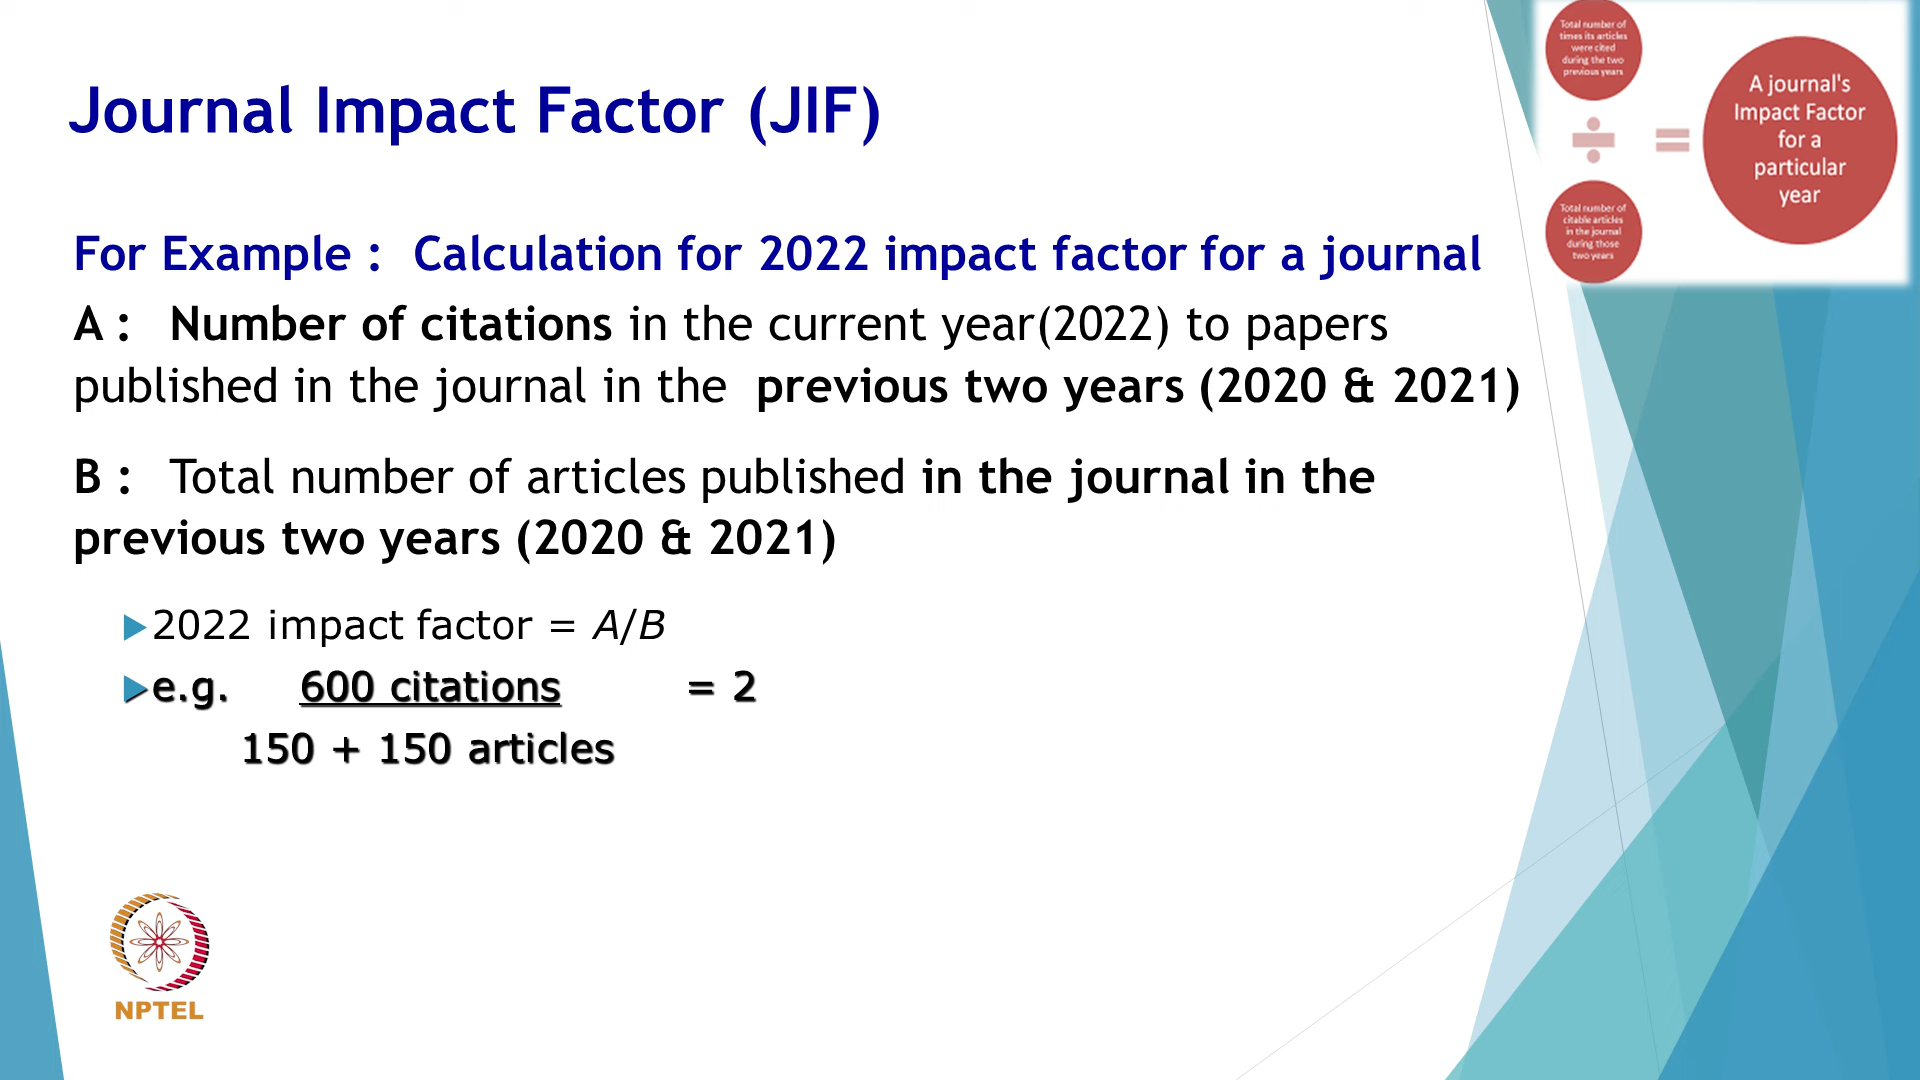 Journal Impact Factor (JIF)
Total number of
times its articles
were cited
during the two
previous years
Total number of
citable articles
in the journal
during those
two years
A journal's
Impact Factor
for a
particular
year
For Example :  Calculation for 2022 impact factor for a journal
A :  Number of citations in the current year(2022) to papers
published in the journal in the  previous two years (2020 & 2021)
B :  Total number of articles published in the journal in the
previous two years (2020 & 2021)
2022 impact factor = A/B
e.g.   600 citations   = 2
150 + 150 articles
NPTEL